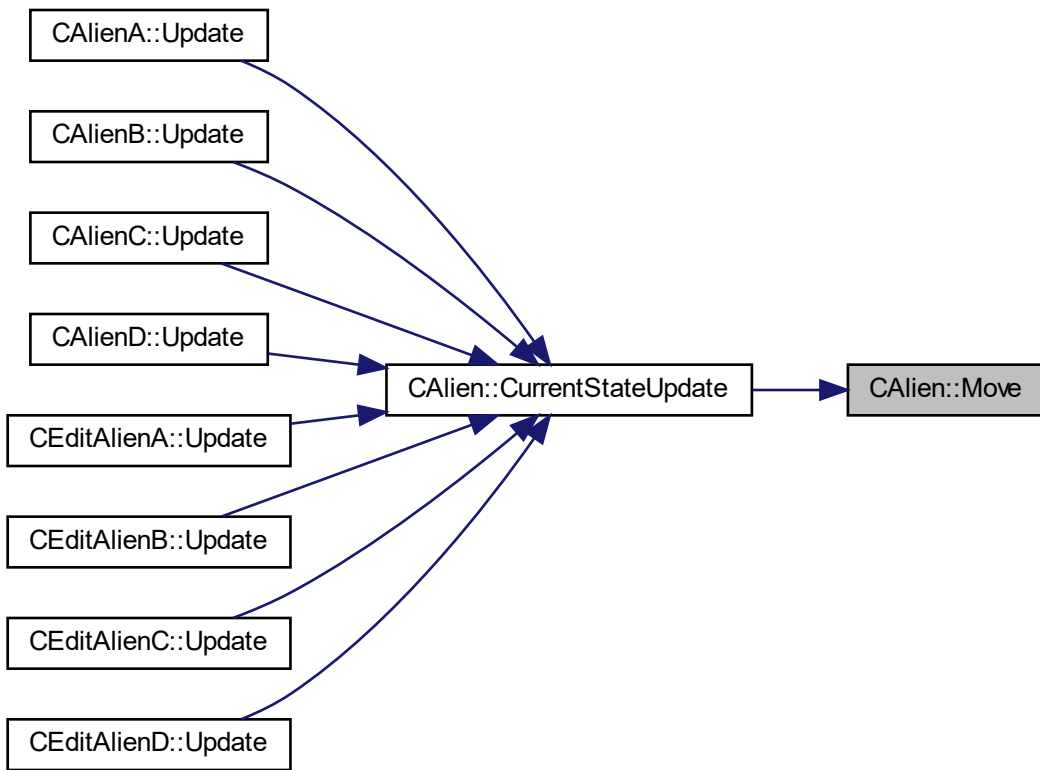 CAlienA::Update
CAlienB::Update
CAlienC::Update
CAlienD::Update
CAlien::CurrentStateUpdate
CAlien::Move
CEditAlienA::Update
CEditAlienB::Update
CEditAlienC::Update
CEditAlienD::Update